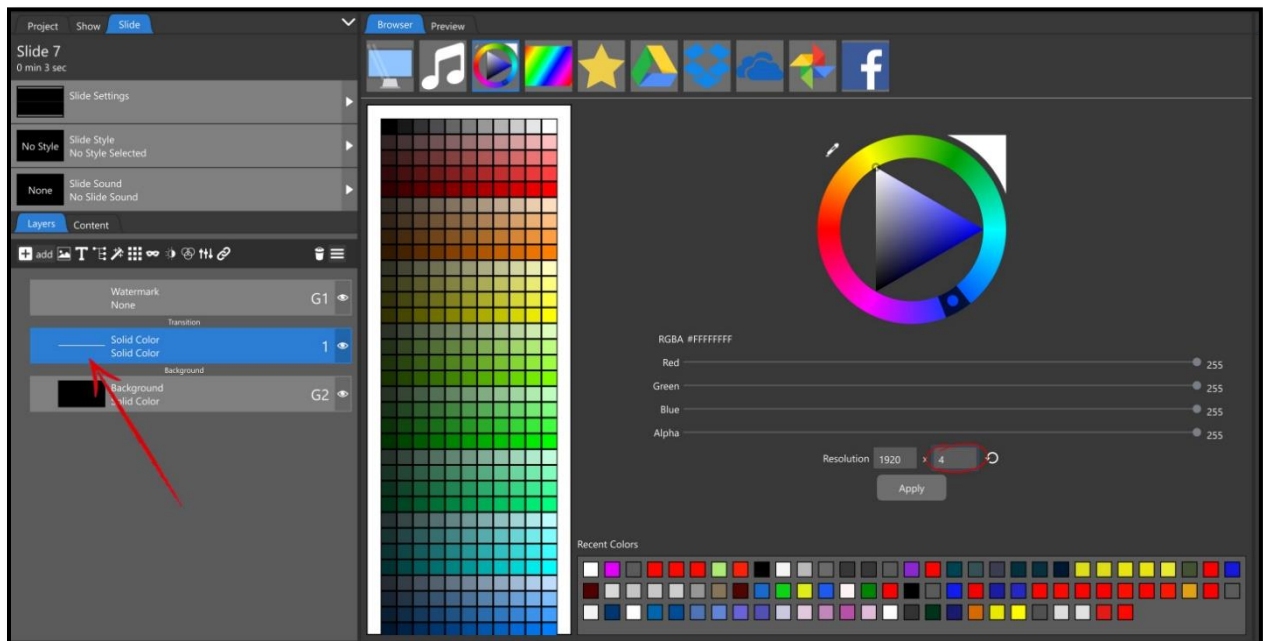 Project Show Slide
Slide 7
0 min 3 sec
Slide Settings
No Style
Slide Style
No Style Selected
None
Slide Sound
No Slide Sound
Layers Content
add
Watermark
None
G1
Transition
Solid Color
Solid Color
1
Background
Background
Solid Color
G2
Browser Preview
RGBA #FFFFFFFF
Red 255
Green 255
Blue 255
Alpha 255
Resolution 1920 x 4
Apply
Recent Colors